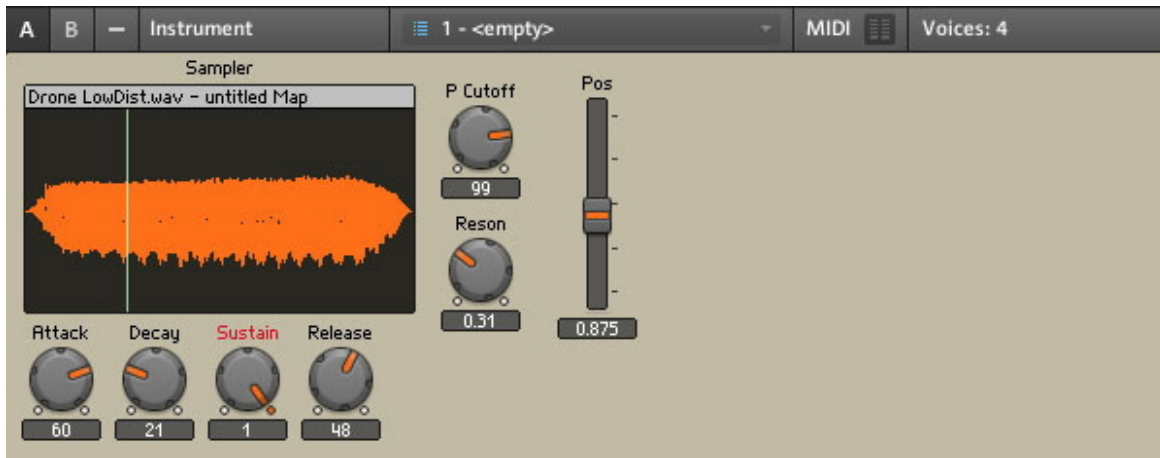 A B – Instrument 1 - <empty> MIDI Voices: 4
Sampler
Drone LowDist.wav - untitled Map
P Cutoff
99
Reson
0.31
Pos
0.875
Attack Decay Sustain Release
60 21 1 48